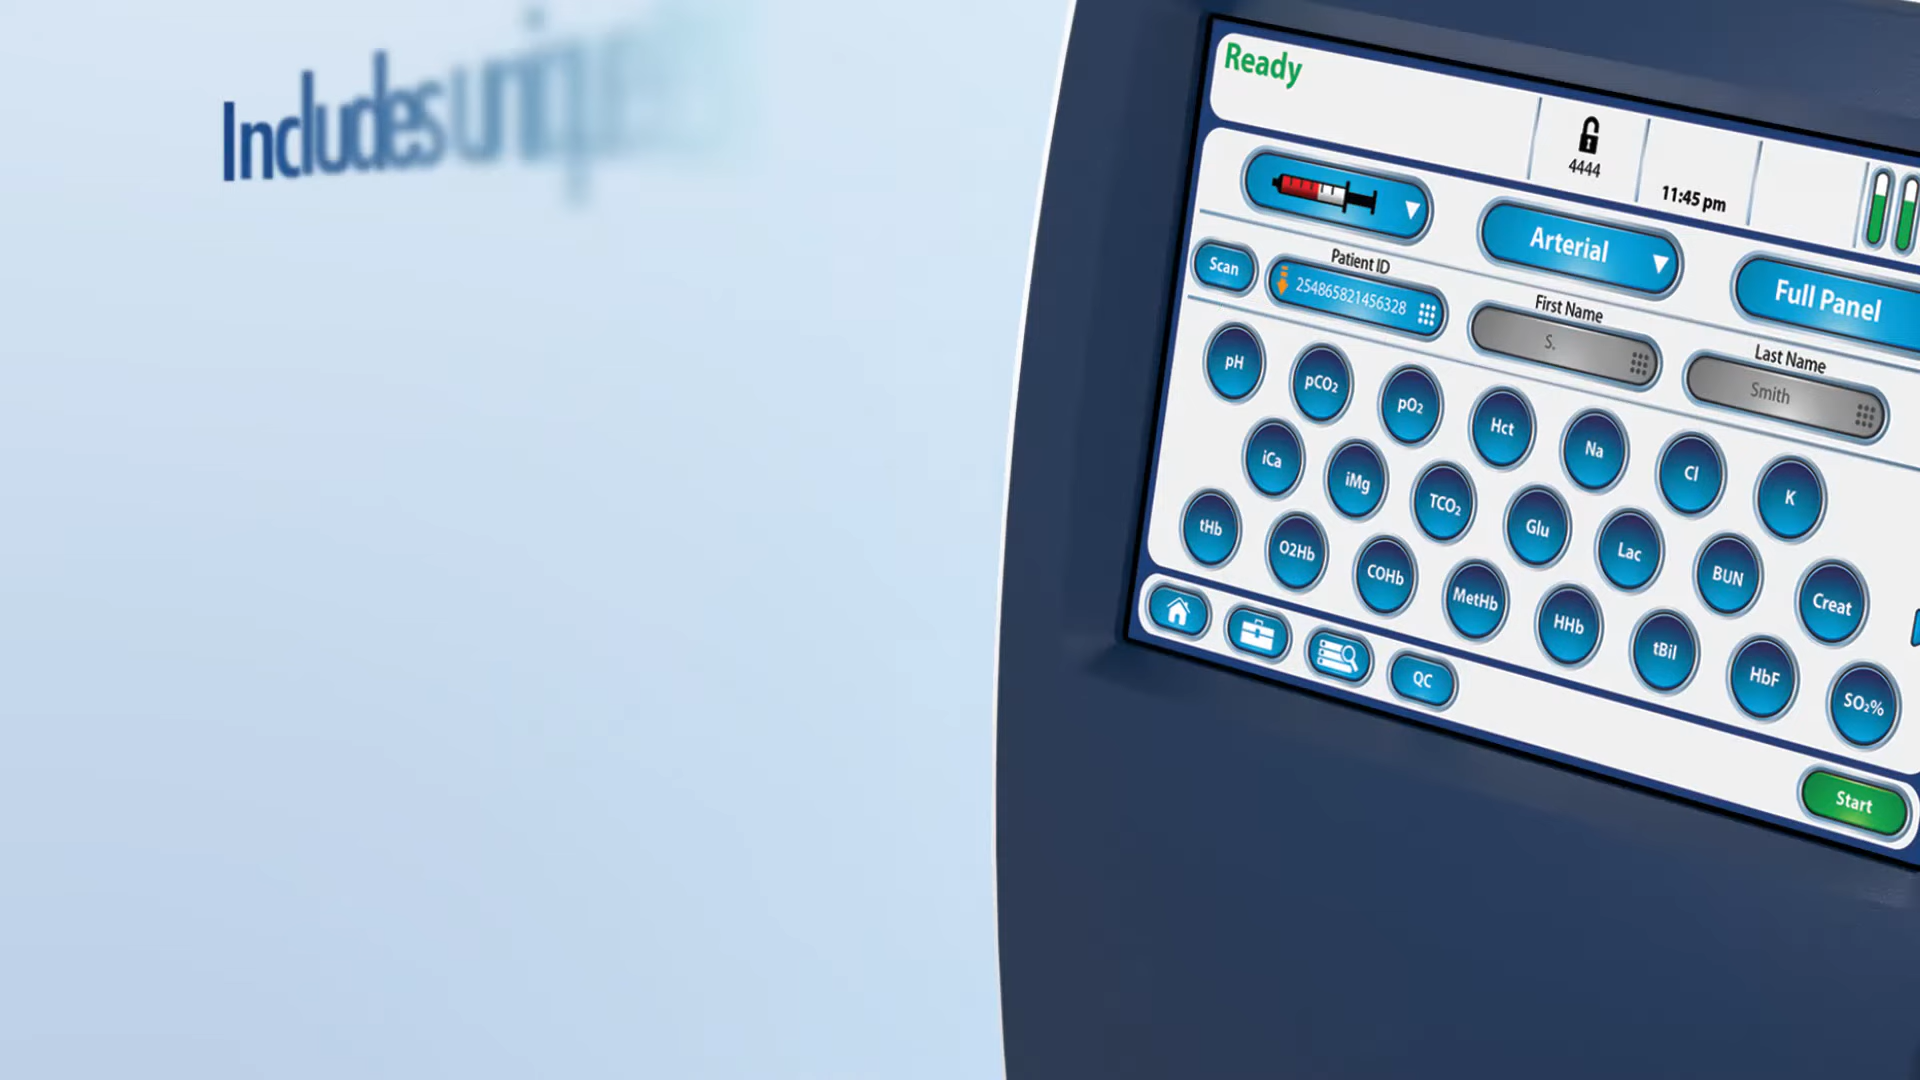 Includes
Ready
4444
11:45 pm
Arterial
Full Panel
Scan
Patient ID
254865821456328
First Name
S.
Last Name
Smith
pH pCO₂ pO₂ Hct Na Cl K
iCa iMg TCO₂ Glu Lac BUN Creat
tHb O2Hb COHb MetHb HHb tBil HbF SO₂%
QC
Start